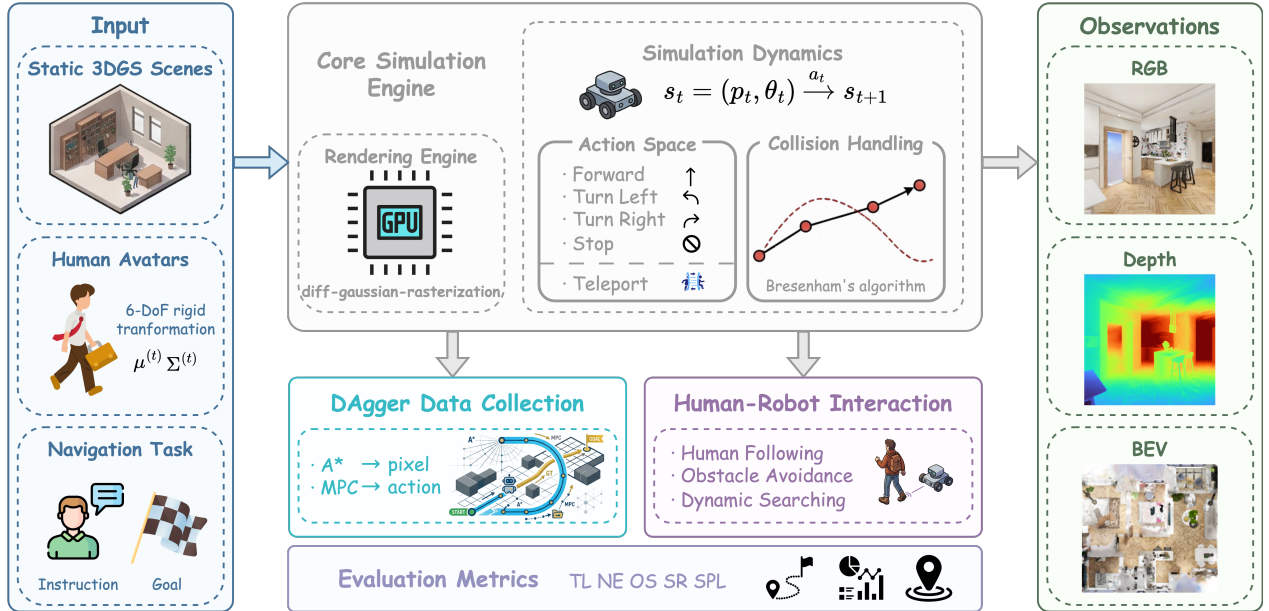 Input
Static 3DGS Scenes
Human Avatars
6-DoF rigid
tranformation
μ^(t) Σ^(t)
Navigation Task
Instruction
Goal
Core Simulation
Engine
Rendering Engine
GPU
diff-gaussian-rasterization
Simulation Dynamics
s_t = (p_t, θ_t) —a_t→ s_{t+1}
Action Space
· Forward ↑
· Turn Left
· Turn Right
· Stop
· Teleport
Collision Handling
Bresenham's algorithm
DAgger Data Collection
· A* → pixel
· MPC → action
A*
MPC
GOAL
GT
START
A*
MPC
Human-Robot Interaction
· Human Following
· Obstacle Avoidance
· Dynamic Searching
Evaluation Metrics TL NE OS SR SPL
Observations
RGB
Depth
BEV